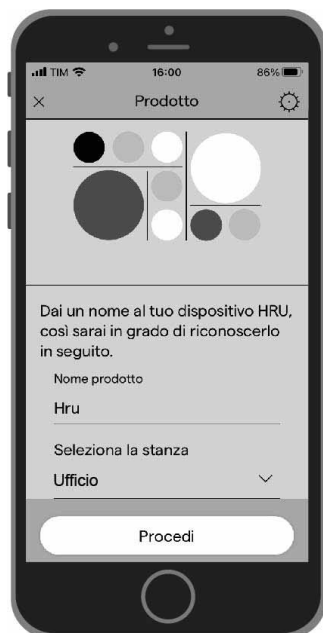 TIM 16:00 86%
Prodotto
Dai un nome al tuo dispositivo HRU,
così sarai in grado di riconoscerlo
in seguito.
Nome prodotto
Hru
Seleziona la stanza
Ufficio
Procedi